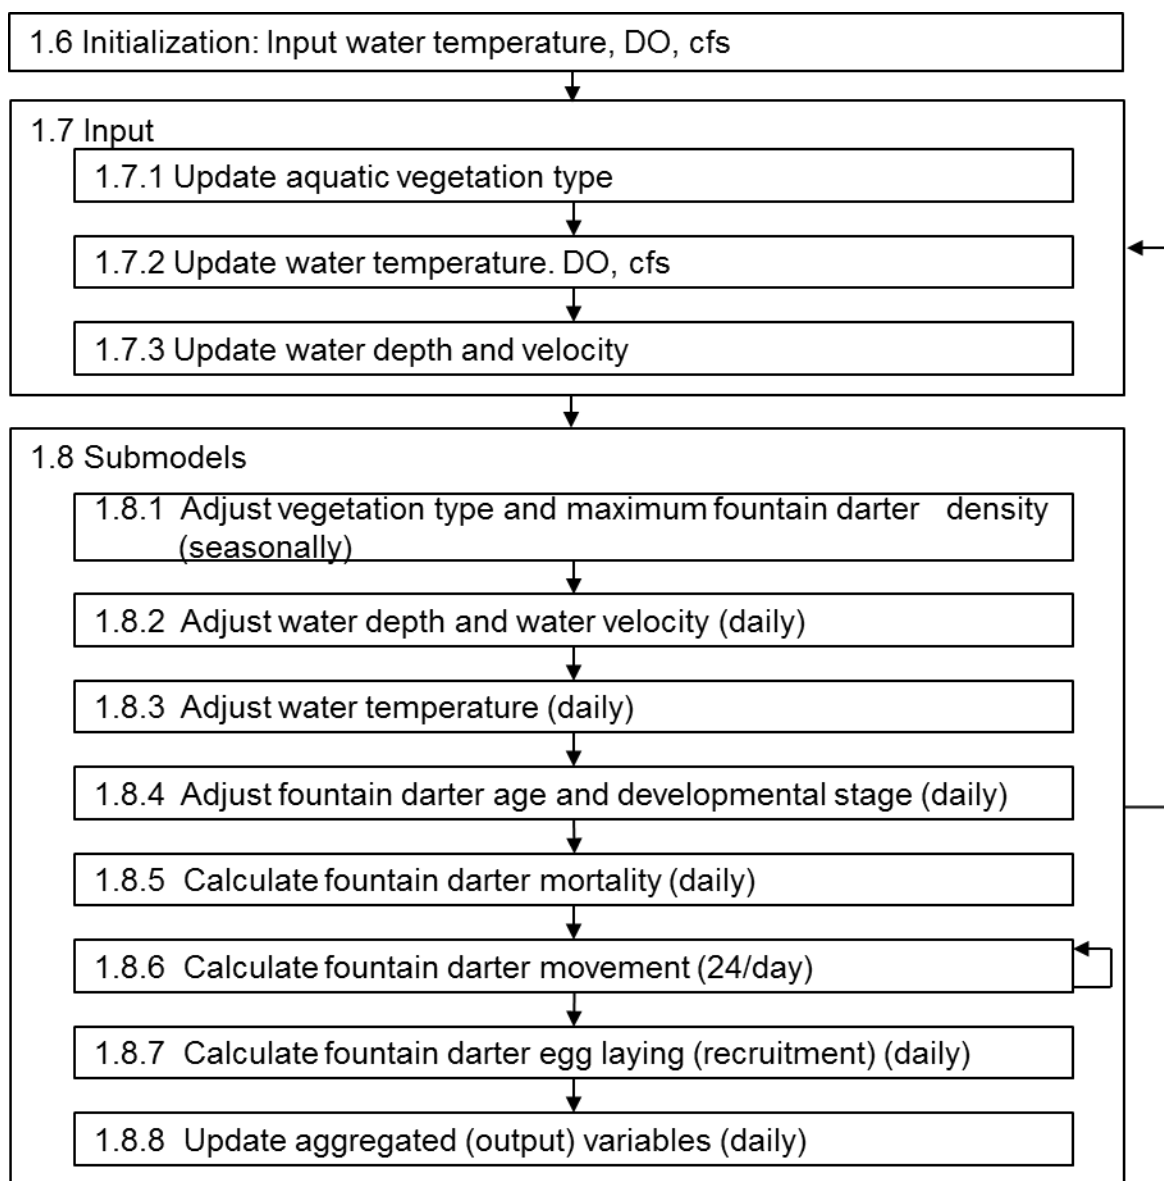 1.6 Initialization: Input water temperature, DO, cfs
1.7 Input
1.7.1 Update aquatic vegetation type
1.7.2 Update water temperature. DO, cfs
1.7.3 Update water depth and velocity
1.8 Submodels
1.8.1 Adjust vegetation type and maximum fountain darter density
(seasonally)
1.8.2 Adjust water depth and water velocity (daily)
1.8.3 Adjust water temperature (daily)
1.8.4 Adjust fountain darter age and developmental stage (daily)
1.8.5 Calculate fountain darter mortality (daily)
1.8.6 Calculate fountain darter movement (24/day)
1.8.7 Calculate fountain darter egg laying (recruitment) (daily)
1.8.8 Update aggregated (output) variables (daily)